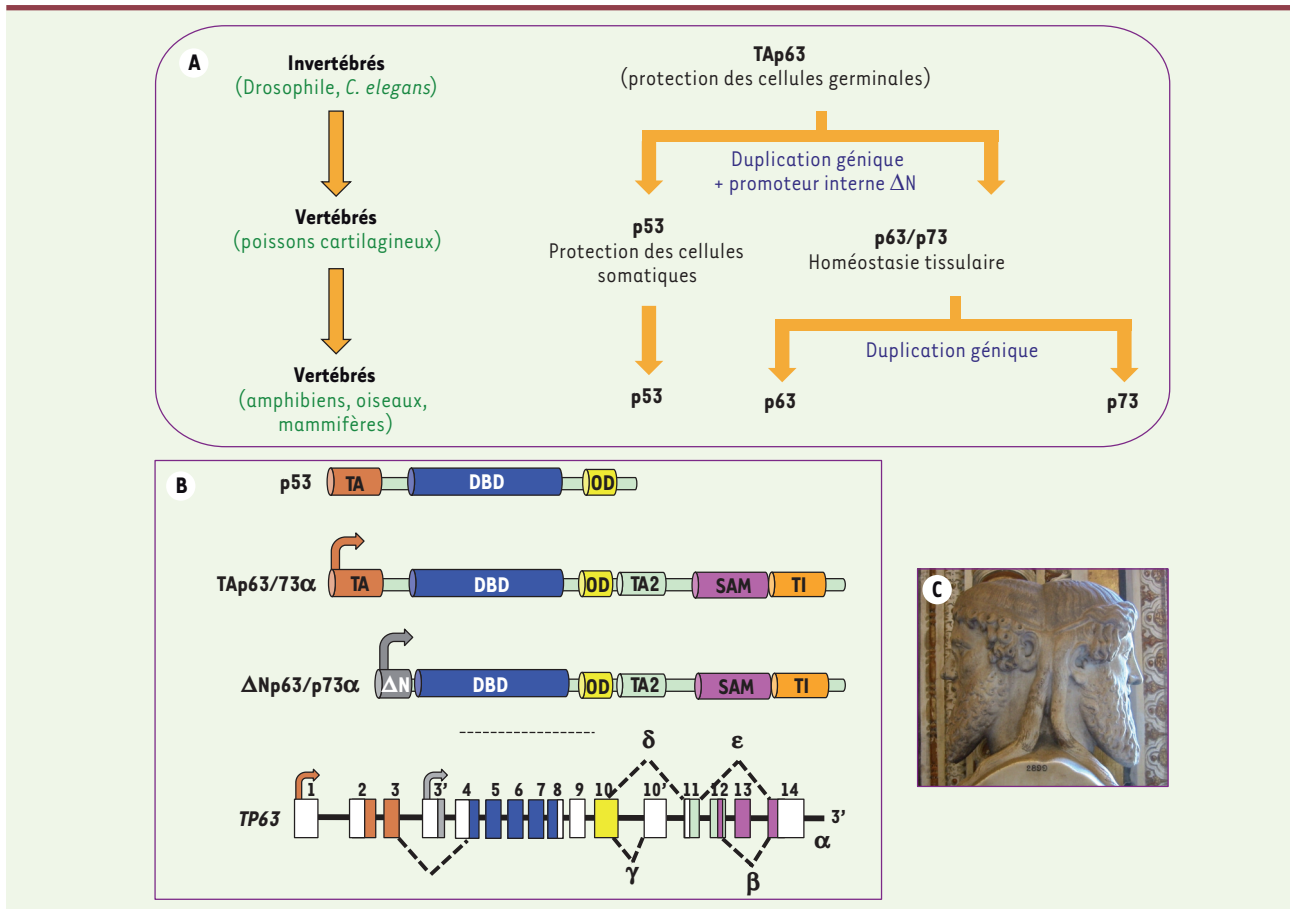 A
Invertébrés
(Drosophile, C. elegans)
Vertébrés
(poissons cartilagineux)
Vertébrés
(amphibiens, oiseaux,
mammifères)
TAp63
(protection des cellules germinales)
Duplication génique
+ promoteur interne ΔN
p53
Protection des cellules
somatiques
p63/p73
Homéostasie tissulaire
Duplication génique
p53
p63
p73
B
p53
TA
DBD
OD
TAp63/73α
TA
DBD
OD
TA2
SAM
TI
ΔNp63/p73α
ΔN
DBD
OD
TA2
SAM
TI
δ
ε
1 2 3 3' 4 5 6 7 8 9 10 10' 11 12 13 14
TP63
3'
α
γ
β
C
2899